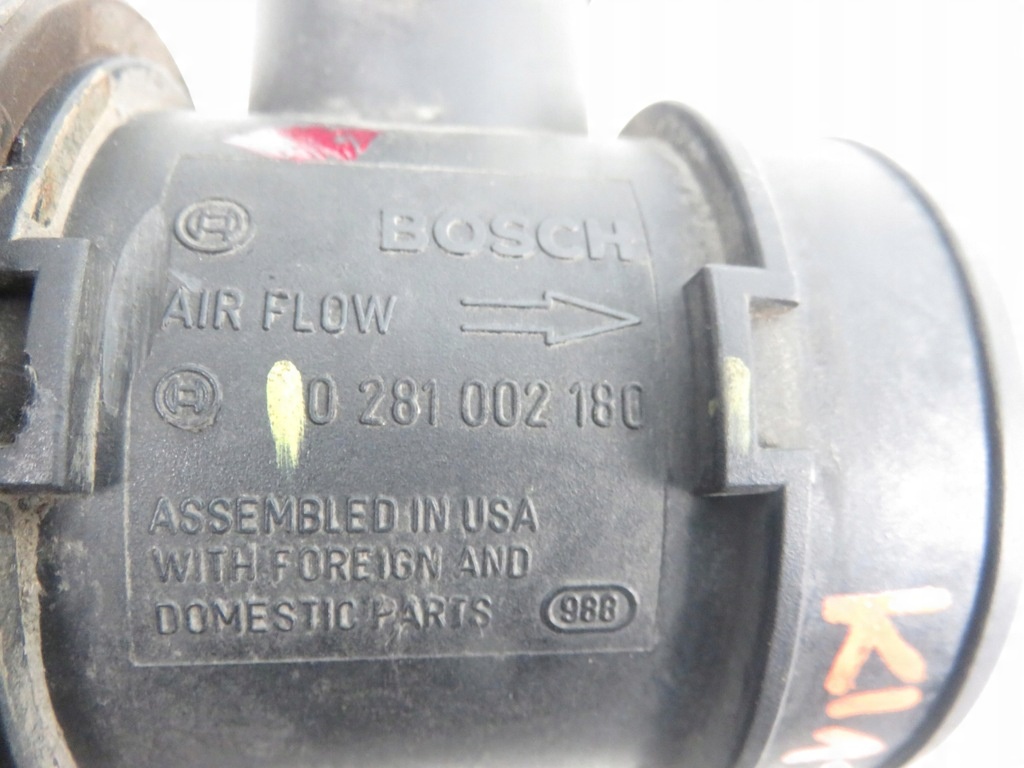 BOSCH
AIR FLOW
0 281 002 180
ASSEMBLED IN USA
WITH FOREIGN AND
DOMESTIC PARTS 988